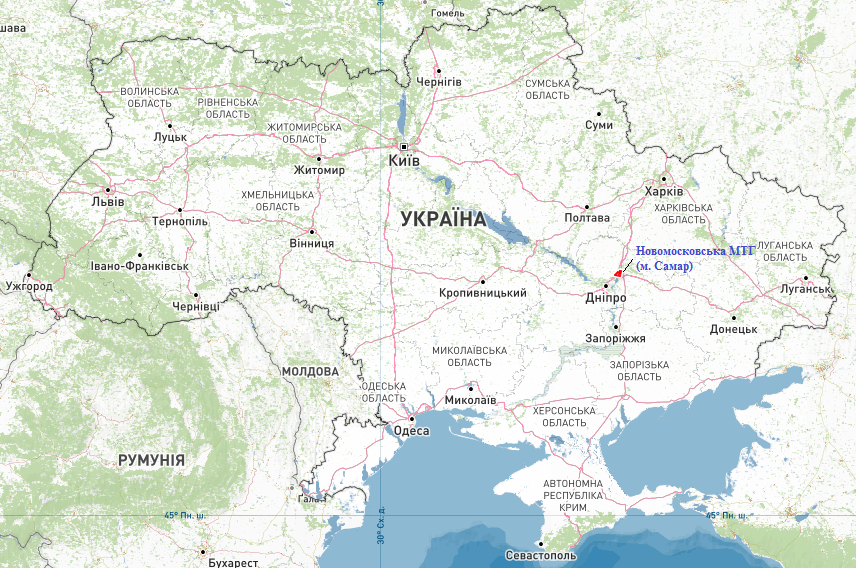 Гомель
шава
Чернігів
ВОЛИНСЬКА
ОБЛАСТЬ
РІВНЕНСЬКА
ОБЛАСТЬ
СУМСЬКА
ОБЛАСТЬ
Суми
Луцьк
ЖИТОМИРСЬКА
ОБЛАСТЬ
Київ
Житомир
Харків
Львів
ХМЕЛЬНИЦЬКА
ОБЛАСТЬ
Тернопіль
УКРАЇНА
Полтава
ХАРКІВСЬКА
ОБЛАСТЬ
Вінниця
Новомосковська МТГ
(м. Самар)
ЛУГАНСЬКА
ОБЛАСТЬ
Івано-Франківськ
Ужгород
Кропивницький
Дніпро
Луганськ
Чернівці
Донецьк
Запоріжжя
МИКОЛАЇВСЬКА
ОБЛАСТЬ
МОЛДОВА
ЗАПОРІЗЬКА
ОБЛАСТЬ
ОДЕСЬКА
ОБЛАСТЬ
Миколаїв
ХЕРСОНСЬКА
ОБЛАСТЬ
Одеса
РУМУНІЯ
АВТОНОМНА
РЕСПУБЛІКА
КРИМ
45° Пн. ш.
30° Сх. д.
45° Пн. ш.
Севастополь
Бухарест